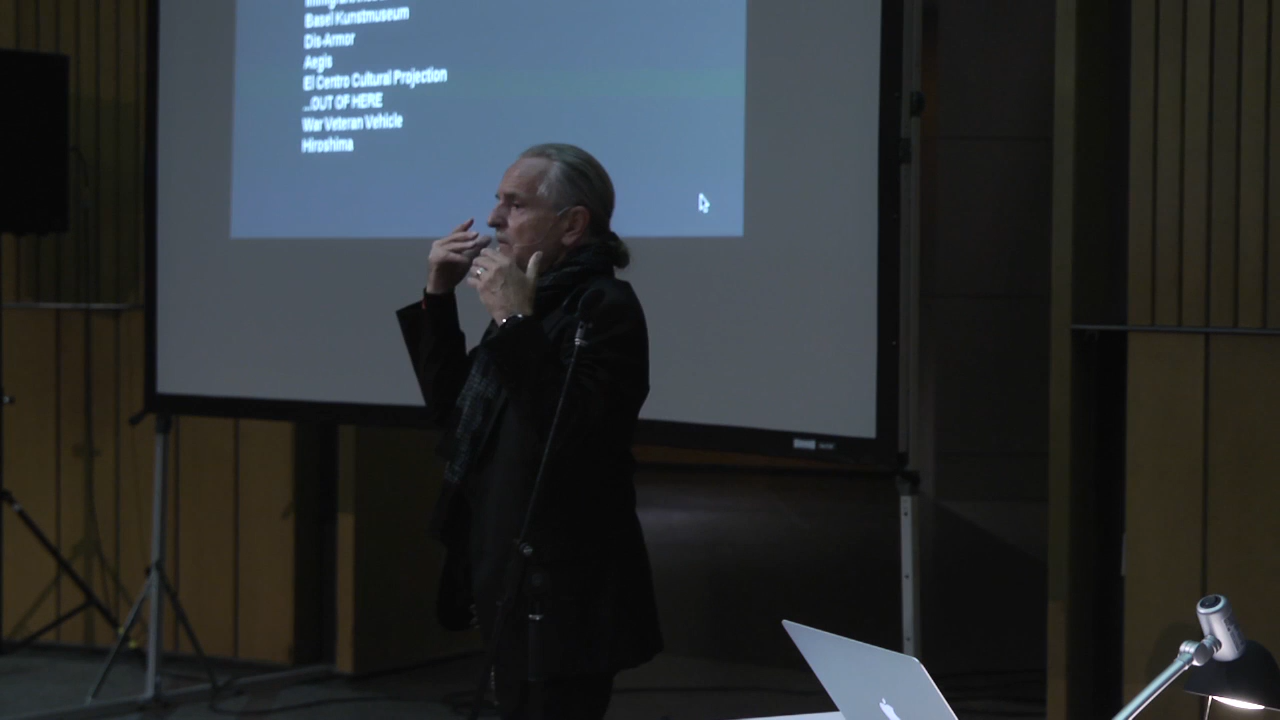 Basel Kunstmuseum
Dis-Armor
Aegis
El Centro Cultural Projection
...OUT OF HERE
War Veteran Vehicle
Hiroshima